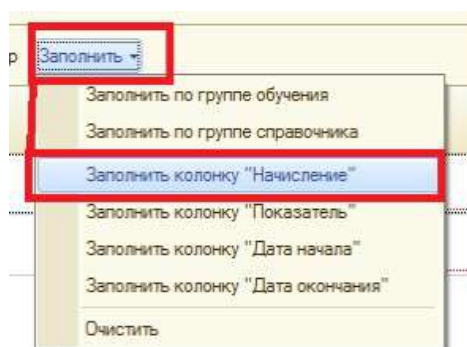 Заполнить
Заполнить по группе обучения
Заполнить по группе справочника
Заполнить колонку "Начисление"
Заполнить колонку "Показатель"
Заполнить колонку "Дата начала"
Заполнить колонку "Дата окончания"
Очистить